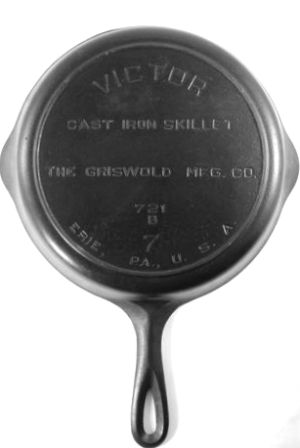 VICTOR
CAST IRON SKILLET
THE GRISWOLD MFG. CO.
721
B
7
ERIE, PA., U. S. A.